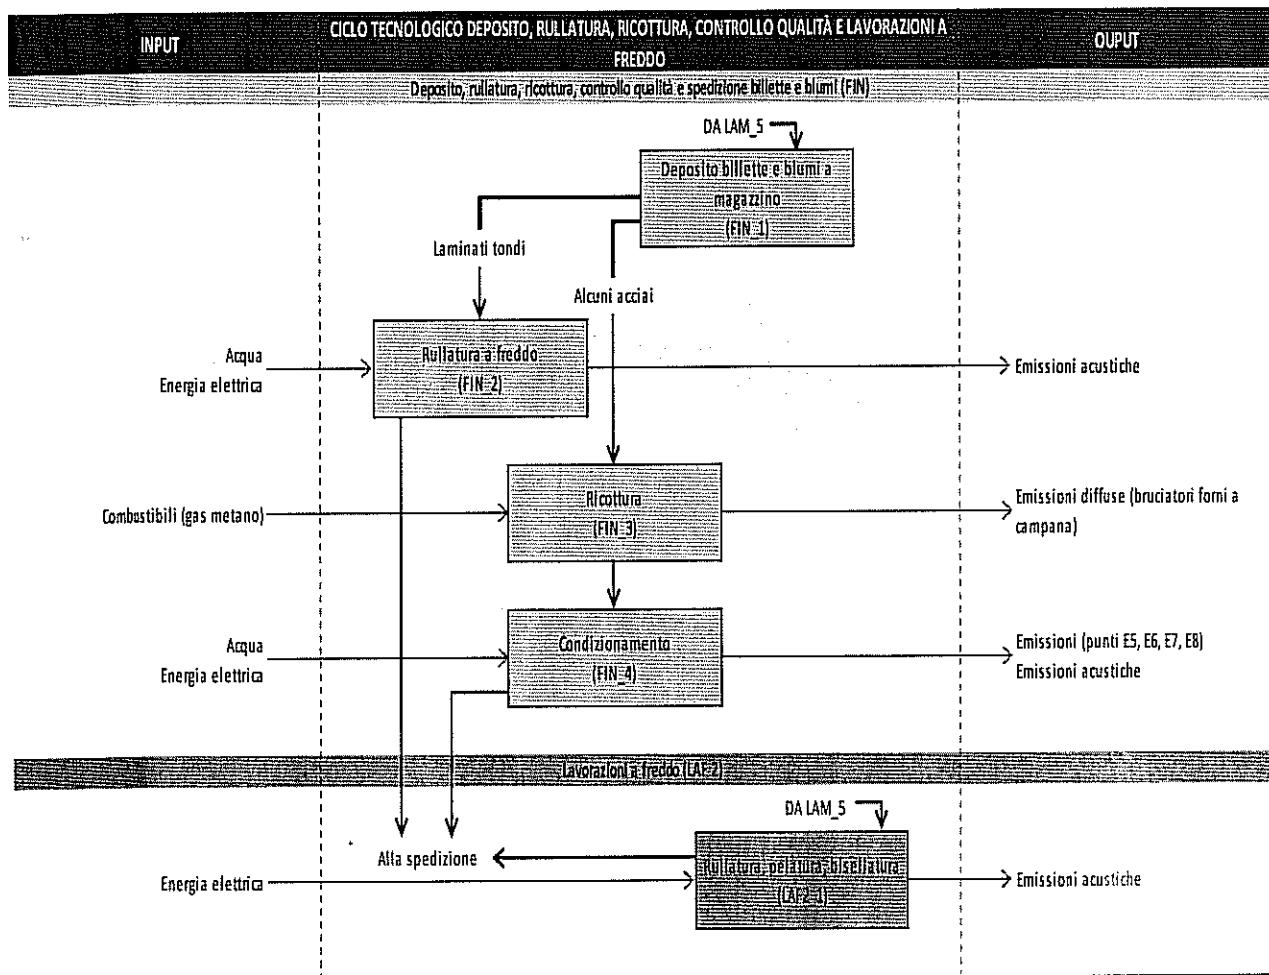 INPUT
CICLO TECNOLOGICO DEPOSITO, RULLATURA, RICOTTURA, CONTROLLO QUALITÀ E LAVORAZIONI A
FREDDO
OUPUT
Deposito, rullatura, ricottura, controllo qualità e spedizione billette e blumi (FIN)
DA LAM_5
Deposito billette e blumi a
magazzino
(FIN_1)
Laminati tondi
Alcuni acciai
Acqua
Energia elettrica
Rullatura a freddo
(FIN_2)
Emissioni acustiche
Combustibili (gas metano)
Ricottura
(FIN_3)
Emissioni diffuse (bruciatori forni a
campana)
Acqua
Energia elettrica
Condizionamento
(FIN_4)
Emissioni (punti E5, E6, E7, E8)
Emissioni acustiche
Lavorazioni a freddo (LAF2)
DA LAM_5
Alla spedizione
Energia elettrica
Rullatura, pelatura, bisellatura
(LAF2_1)
Emissioni acustiche